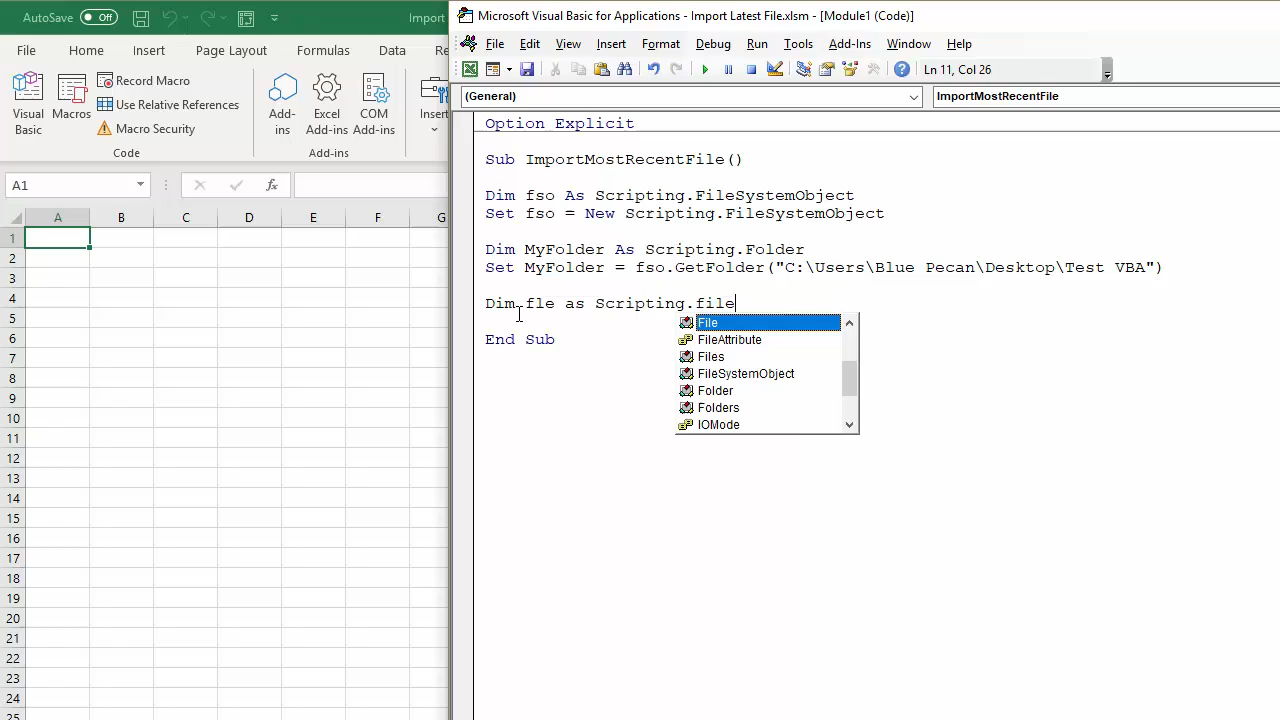 AutoSave Off Import
Microsoft Visual Basic for Applications - Import Latest File.xlsm - [Module1 (Code)]
File Home Insert Page Layout Formulas Data Re
File Edit View Insert Format Debug Run Tools Add-Ins Window Help
Ln 11, Col 26
Visual Basic
Macros
Record Macro
Use Relative References
Macro Security
Code
Add-ins
Excel Add-ins
COM Add-ins
Add-ins
Insert
(General)
ImportMostRecentFile
A1
fx
A B C D E F G
1
2
3
4
5
6
7
8
9
10
11
12
13
14
15
16
17
18
19
20
21
22
23
24
25
Option Explicit
Sub ImportMostRecentFile()
Dim fso As Scripting.FileSystemObject
Set fso = New Scripting.FileSystemObject
Dim MyFolder As Scripting.Folder
Set MyFolder = fso.GetFolder("C:\Users\Blue Pecan\Desktop\Test VBA")
Dim fle as Scripting.file
File
FileAttribute
Files
FileSystemObject
Folder
Folders
IOMode
End Sub